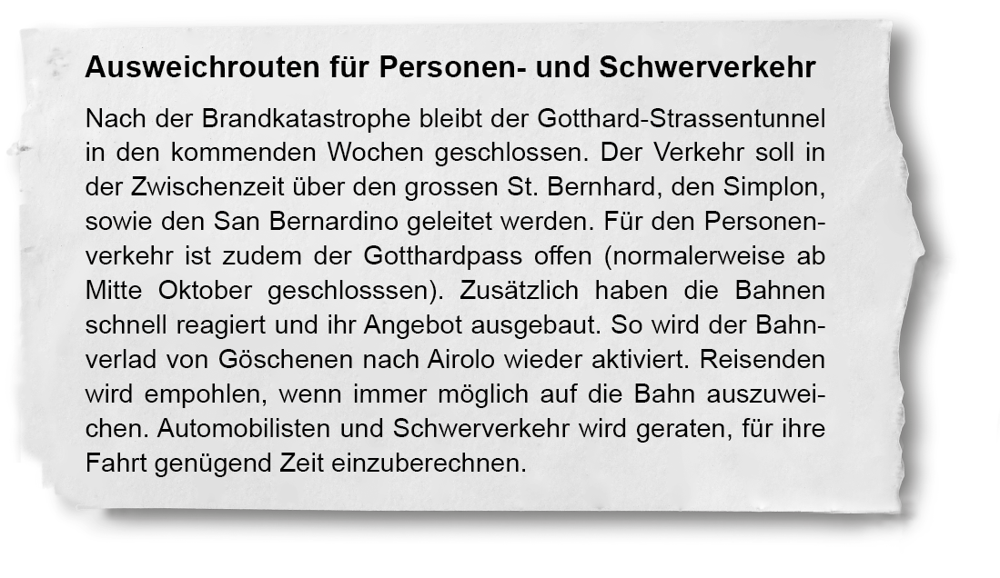 Ausweichrouten für Personen- und Schwerverkehr
Nach der Brandkatastrophe bleibt der Gotthard-Strassentunnel
in den kommenden Wochen geschlossen. Der Verkehr soll in
der Zwischenzeit über den grossen St. Bernhard, den Simplon,
sowie den San Bernardino geleitet werden. Für den Personen-
verkehr ist zudem der Gotthardpass offen (normalerweise ab
Mitte Oktober geschlosssen). Zusätzlich haben die Bahnen
schnell reagiert und ihr Angebot ausgebaut. So wird der Bahn-
verlad von Göschenen nach Airolo wieder aktiviert. Reisenden
wird empohlen, wenn immer möglich auf die Bahn auszuwei-
chen. Automobilisten und Schwerverkehr wird geraten, für ihre
Fahrt genügend Zeit einzuberechnen.